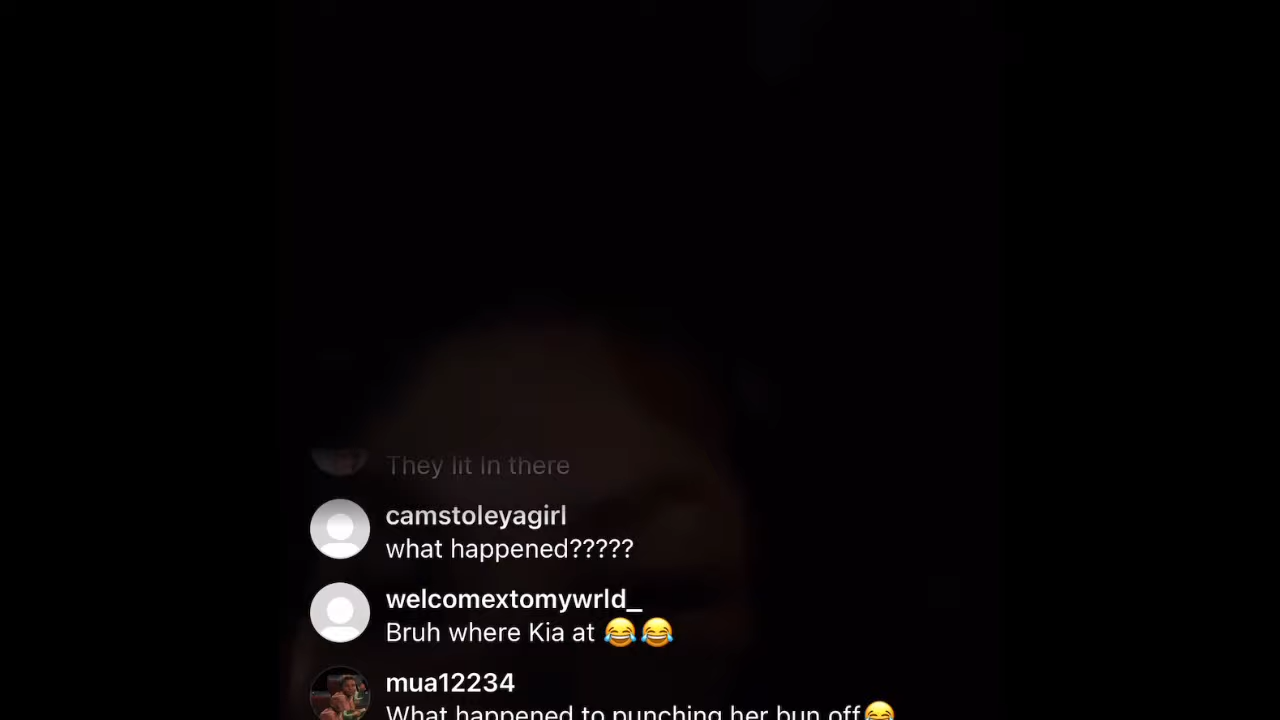 They lit In there
camstoleyagirl
what happened?????
welcomextomywrld_
Bruh where Kia at 😂😂
mua12234
What happened to punching her bun off😂